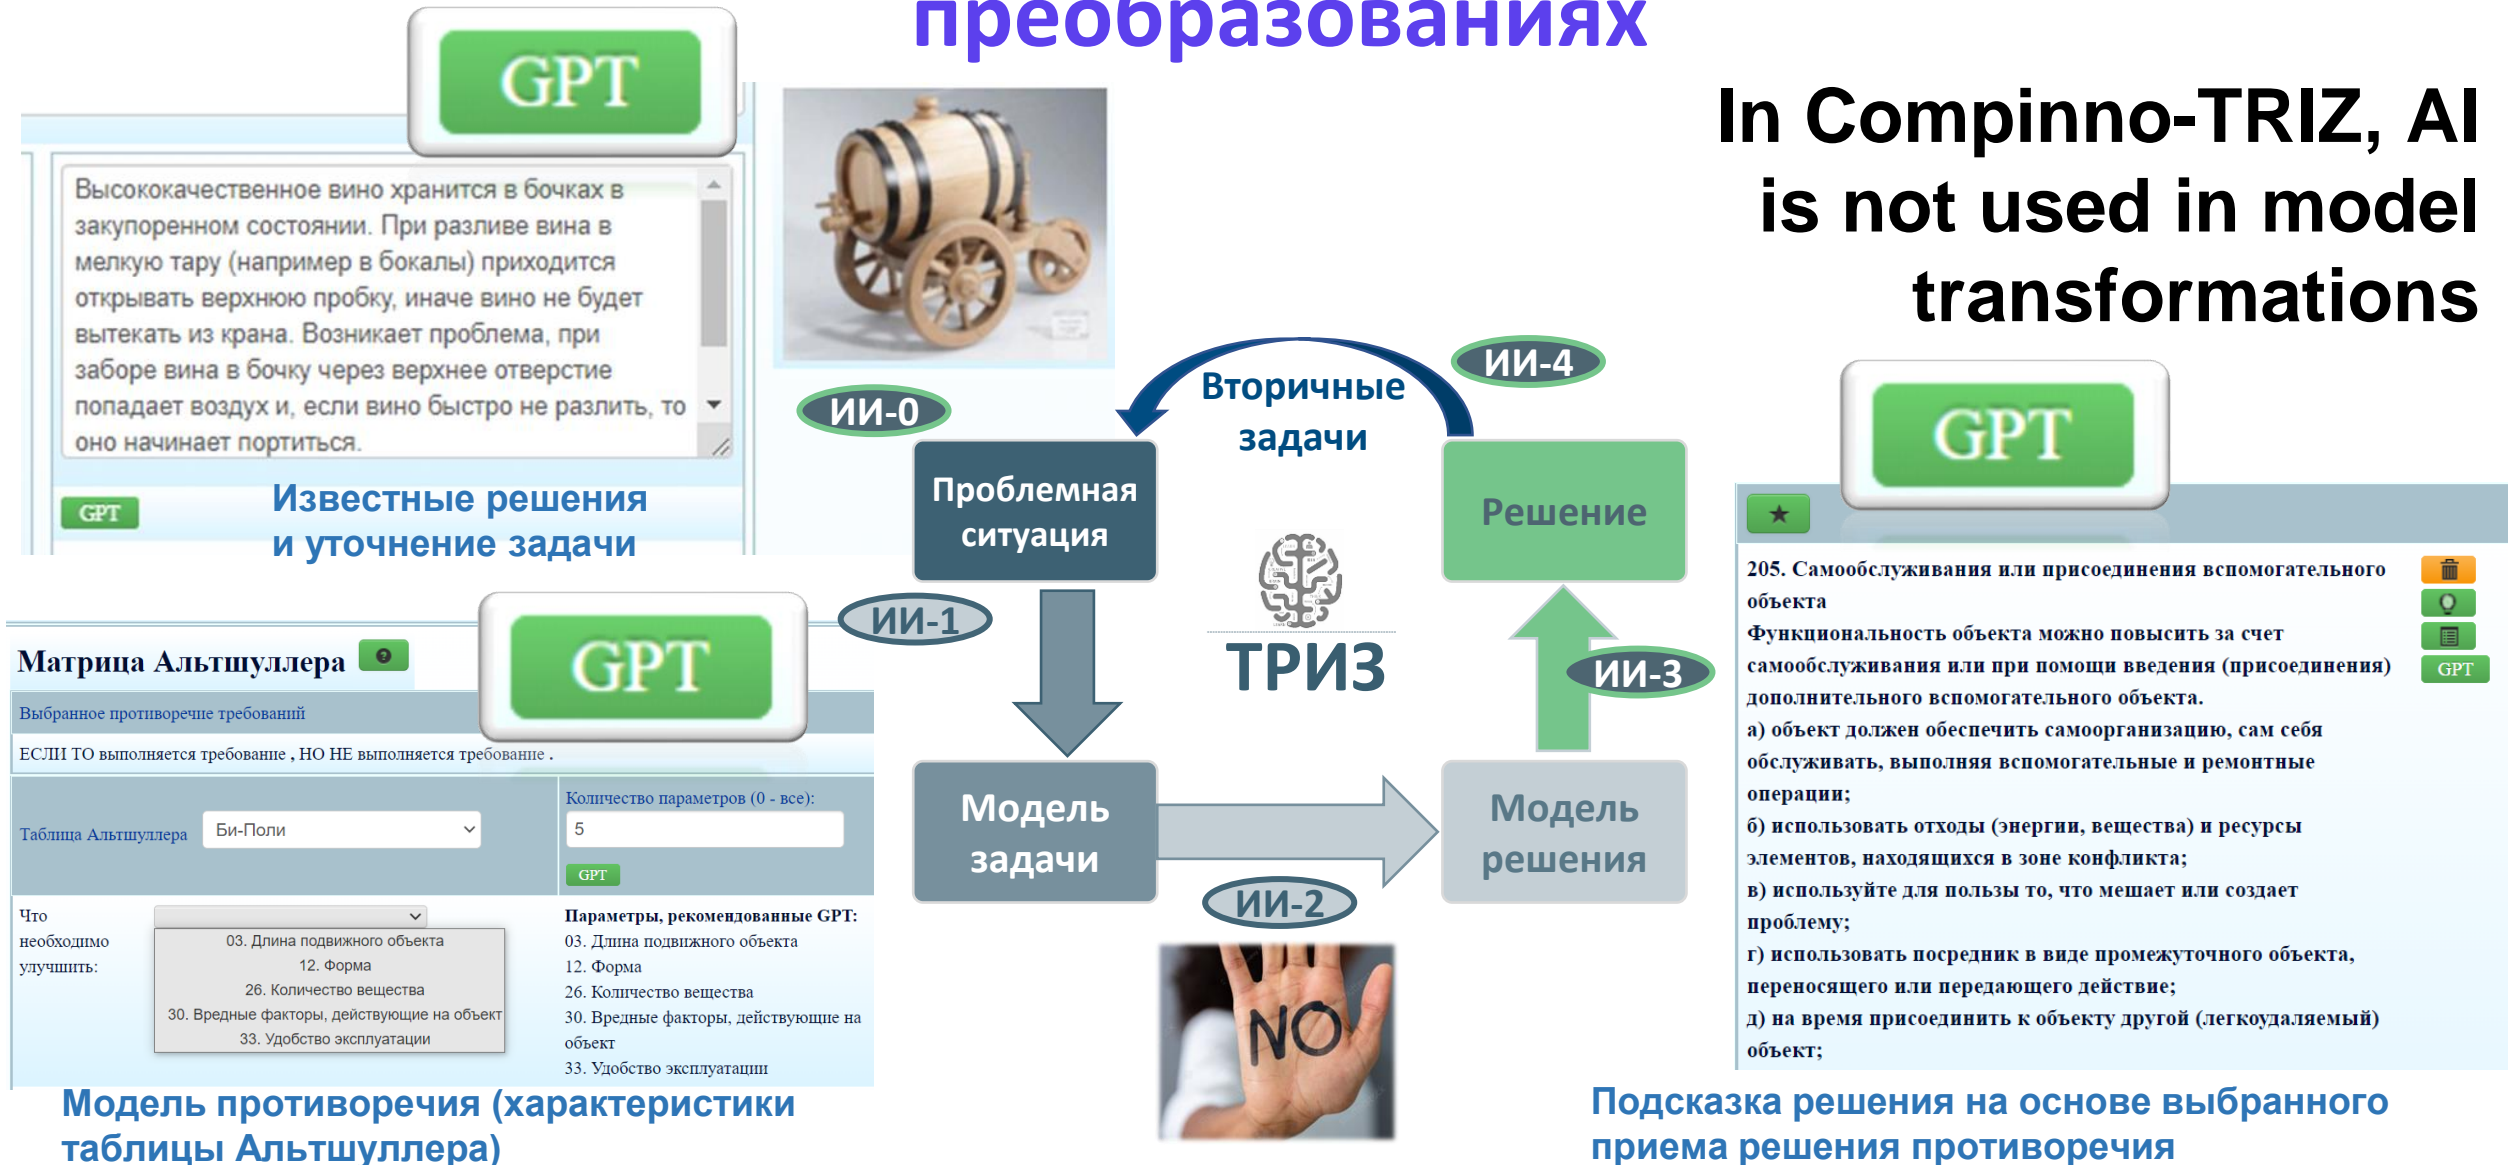 преобразованиях
In Compinno-TRIZ, AI
is not used in model
transformations
GPT
Высококачественное вино хранится в бочках в
закупоренном состоянии. При разливе вина в
мелкую тару (например в бокалы) приходится
открывать верхнюю пробку, иначе вино не будет
вытекать из крана. Возникает проблема, при
заборе вина в бочку через верхнее отверстие
попадает воздух и, если вино быстро не разлить, то
оно начинает портиться.
GPT
Известные решения
и уточнение задачи
ИИ-0
Вторичные
задачи
ИИ-4
Проблемная
ситуация
Решение
ИИ-1
ТРИЗ
ИИ-3
Модель
задачи
Модель
решения
ИИ-2
NO
GPT
Матрица Альтшуллера
Выбранное противоречие требований
ЕСЛИ ТО выполняется требование , НО НЕ выполняется требование .
Таблица Альтшуллера
Би-Поли
Количество параметров (0 - все):
5
GPT
Что
необходимо
улучшить:
03. Длина подвижного объекта
12. Форма
26. Количество вещества
30. Вредные факторы, действующие на объект
33. Удобство эксплуатации
Параметры, рекомендованные GPT:
03. Длина подвижного объекта
12. Форма
26. Количество вещества
30. Вредные факторы, действующие на
объект
33. Удобство эксплуатации
Модель противоречия (характеристики
таблицы Альтшуллера)
GPT
205. Самообслуживания или присоединения вспомогательного
объекта
Функциональность объекта можно повысить за счет
самообслуживания или при помощи введения (присоединения)
дополнительного вспомогательного объекта.
а) объект должен обеспечить самоорганизацию, сам себя
обслуживать, выполняя вспомогательные и ремонтные
операции;
б) использовать отходы (энергии, вещества) и ресурсы
элементов, находящихся в зоне конфликта;
в) используйте для пользы то, что мешает или создает
проблему;
г) использовать посредник в виде промежуточного объекта,
переносящего или передающего действие;
д) на время присоединить к объекту другой (легкоудаляемый)
объект;
GPT
Подсказка решения на основе выбранного
приема решения противоречия